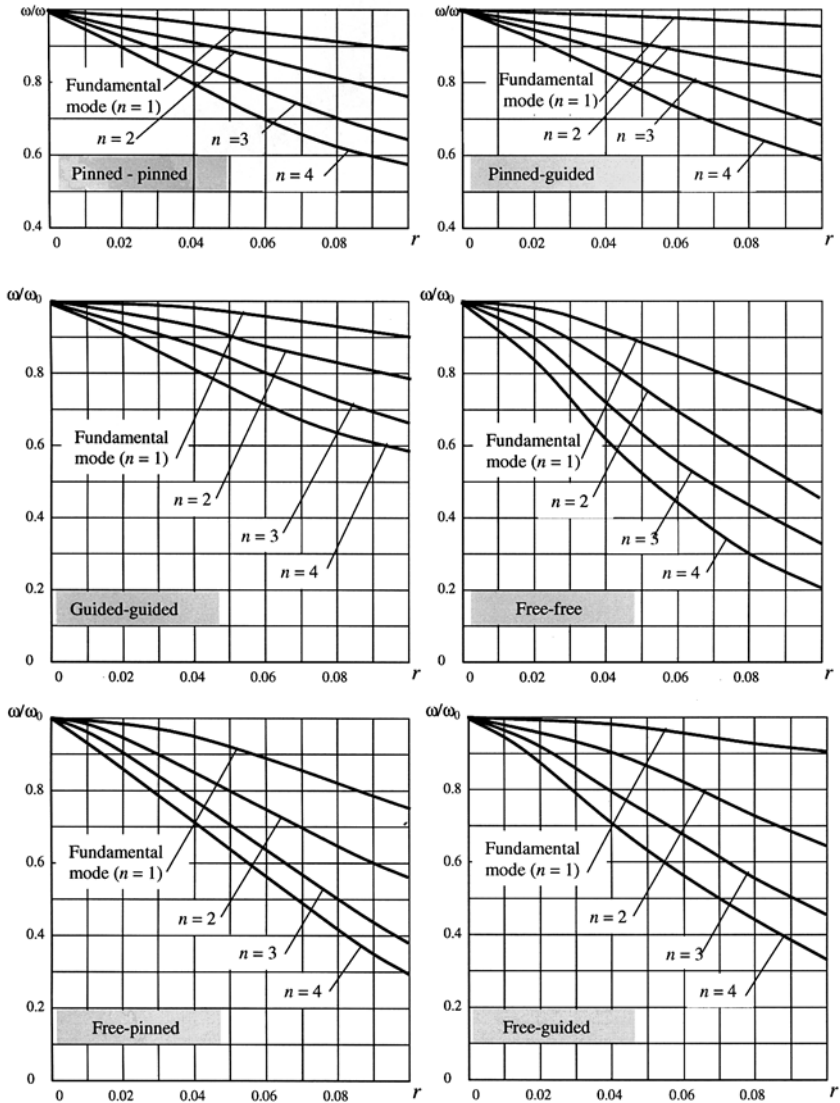 ω/ω
0.8
0.6
0.4
Fundamental
mode (n = 1)
n = 2
n =3
n = 4
Pinned - pinned
0 0.02 0.04 0.06 0.08 r
ω/ω
0.8
0.6
0.4
Fundamental
mode (n = 1)
n = 2
n =3
n = 4
Pinned-guided
0 0.02 0.04 0.06 0.08 r
ω/ω0
0.8
0.6
0.4
0.2
0
Fundamental
mode (n = 1)
n = 2
n = 3
n = 4
Guided-guided
0 0.02 0.04 0.06 0.08 r
ω/ω0
0.8
0.6
0.4
0.2
0
Fundamental
mode (n = 1)
n = 2
n = 3
n = 4
Free-free
0 0.02 0.04 0.06 0.08 r
ω/ω0
0.8
0.6
0.4
0.2
0
Fundamental
mode (n = 1)
n = 2
n = 3
n = 4
Free-pinned
0 0.02 0.04 0.06 0.08 r
ω/ω0
0.8
0.6
0.4
0.2
0
Fundamental
mode (n = 1)
n = 2
n = 3
n = 4
Free-guided
0 0.02 0.04 0.06 0.08 r